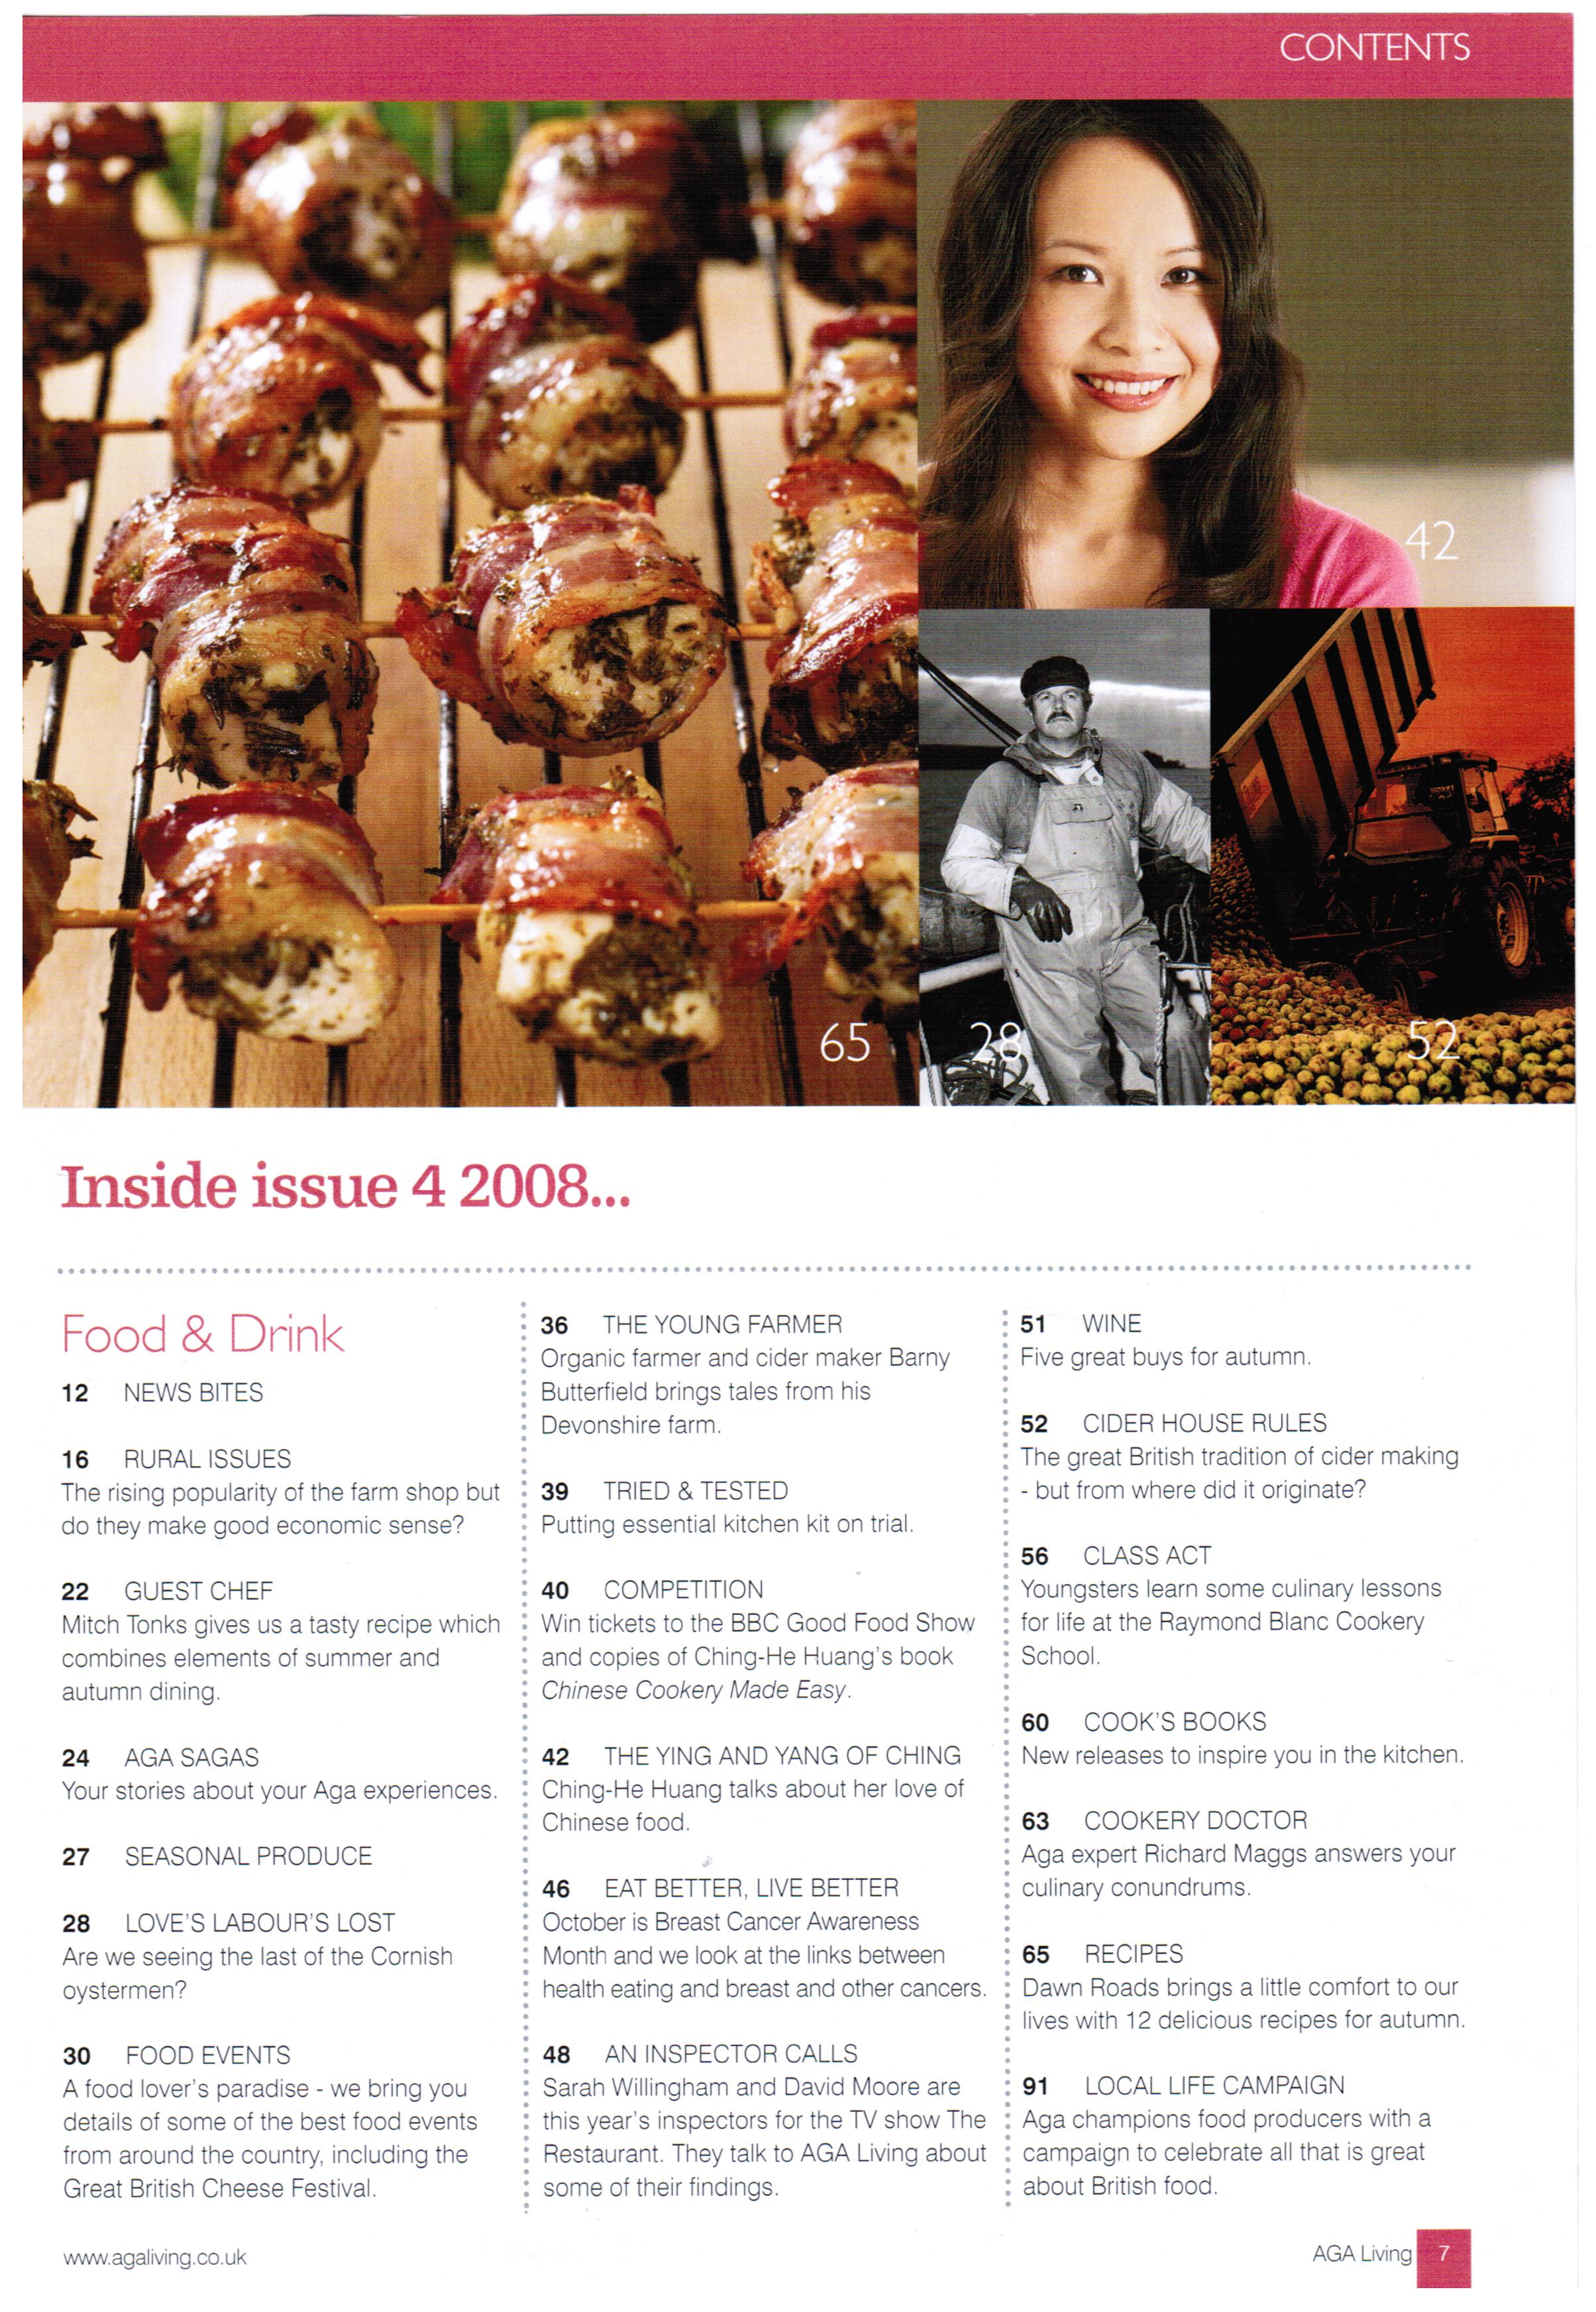 CONTENTS
42
65
28
52
Inside issue 4 2008...
Food & Drink
12 NEWS BITES
16 RURAL ISSUES
The rising popularity of the farm shop but
do they make good economic sense?
22 GUEST CHEF
Mitch Tonks gives us a tasty recipe which
combines elements of summer and
autumn dining.
24 AGA SAGAS
Your stories about your Aga experiences.
27 SEASONAL PRODUCE
28 LOVE'S LABOUR'S LOST
Are we seeing the last of the Cornish
oystermen?
30 FOOD EVENTS
A food lover's paradise - we bring you
details of some of the best food events
from around the country, including the
Great British Cheese Festival.
36 THE YOUNG FARMER
Organic farmer and cider maker Barny
Butterfield brings tales from his
Devonshire farm.
39 TRIED & TESTED
Putting essential kitchen kit on trial.
40 COMPETITION
Win tickets to the BBC Good Food Show
and copies of Ching-He Huang's book
Chinese Cookery Made Easy.
42 THE YING AND YANG OF CHING
Ching-He Huang talks about her love of
Chinese food.
46 EAT BETTER, LIVE BETTER
October is Breast Cancer Awareness
Month and we look at the links between
health eating and breast and other cancers.
48 AN INSPECTOR CALLS
Sarah Willingham and David Moore are
this year's inspectors for the TV show The
Restaurant. They talk to AGA Living about
some of their findings.
51 WINE
Five great buys for autumn.
52 CIDER HOUSE RULES
The great British tradition of cider making
- but from where did it originate?
56 CLASS ACT
Youngsters learn some culinary lessons
for life at the Raymond Blanc Cookery
School.
60 COOK'S BOOKS
New releases to inspire you in the kitchen.
63 COOKERY DOCTOR
Aga expert Richard Maggs answers your
culinary conundrums.
65 RECIPES
Dawn Roads brings a little comfort to our
lives with 12 delicious recipes for autumn.
91 LOCAL LIFE CAMPAIGN
Aga champions food producers with a
campaign to celebrate all that is great
about British food.
www.agaliving.co.uk
AGA Living 7